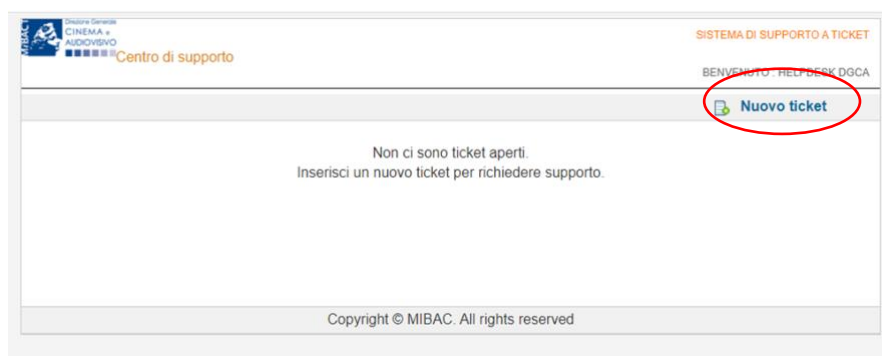 MiBACT
Direzione Generale
CINEMA e
AUDIOVISIVO
Centro di supporto
SISTEMA DI SUPPORTO A TICKET
BENVENUTO : HELPDESK DGCA
Nuovo ticket
Non ci sono ticket aperti.
Inserisci un nuovo ticket per richiedere supporto.
Copyright © MIBAC. All rights reserved